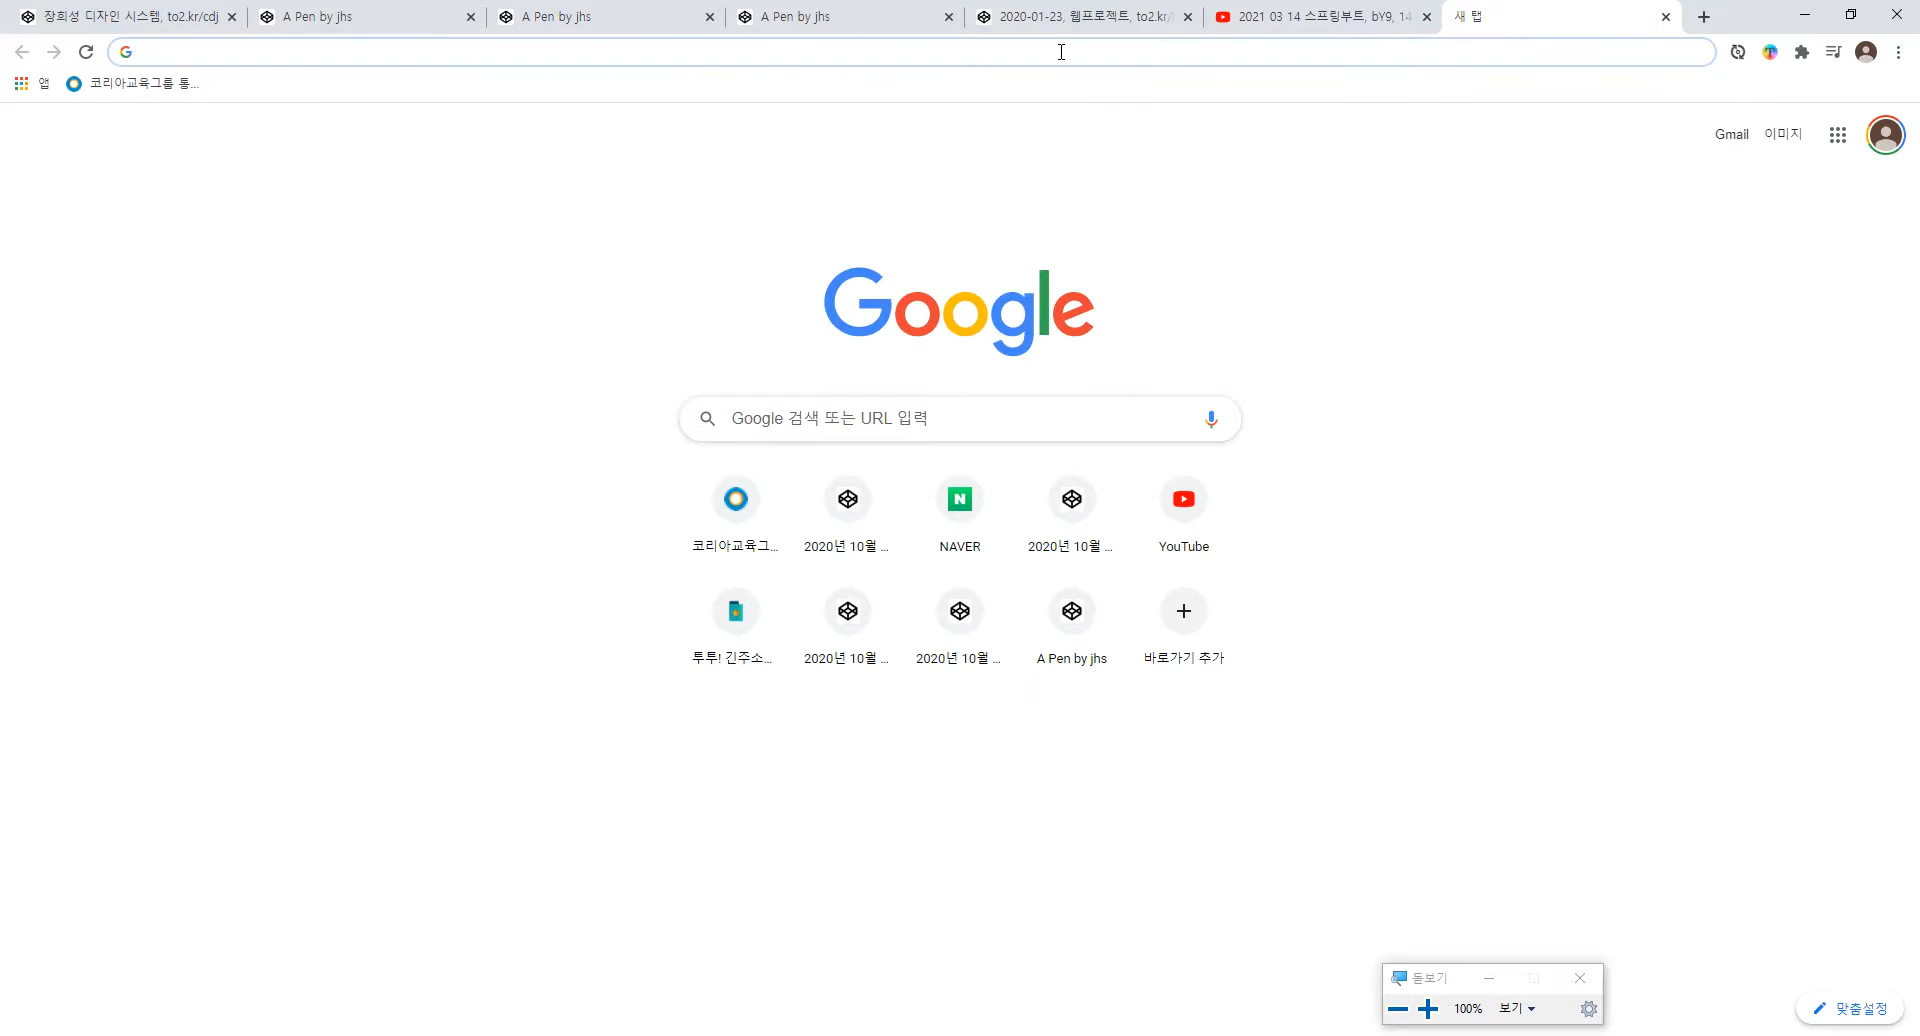 장희성 디자인 시스템, to2.kr/cdj
A Pen by jhs
A Pen by jhs
A Pen by jhs
2020-01-23, 웹프로젝트, to2.kr/
2021 03 14 스프링부트, bY9, 14
새 탭
앱
코리아교육그룹 통...
Gmail
이미지
Google
Google 검색 또는 URL 입력
코리아교육그...
2020년 10월 ...
NAVER
2020년 10월 ...
YouTube
투투! 긴주소...
2020년 10월 ...
2020년 10월 ...
A Pen by jhs
바로가기 추가
돋보기
100%
보기
맞춤설정